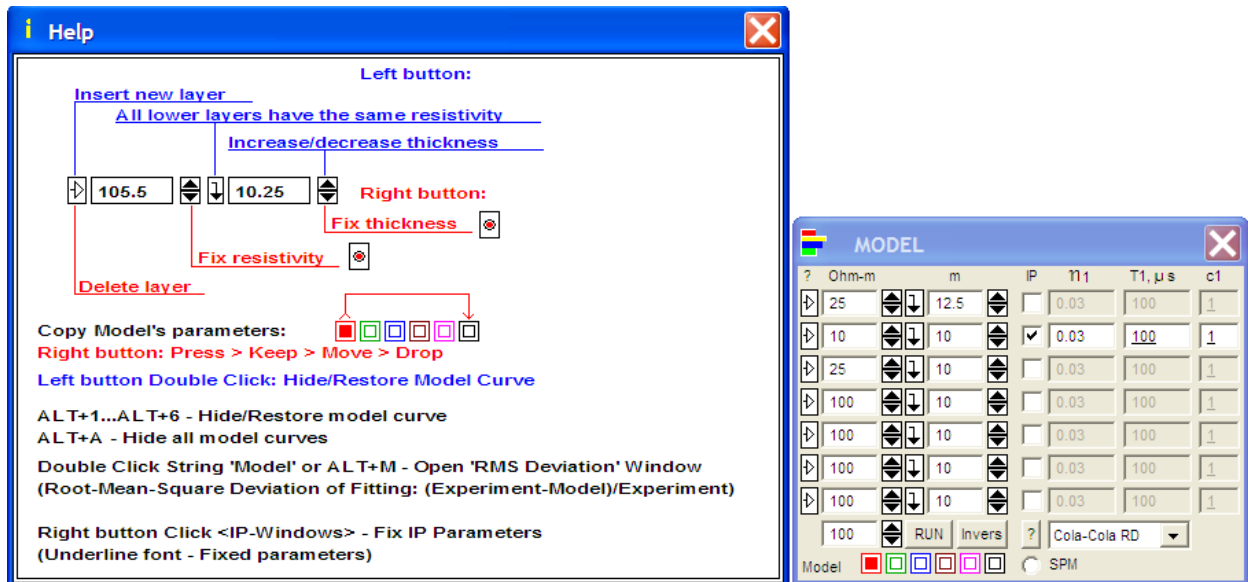 i Help
Left button:
Insert new layer
All lower layers have the same resistivity
Increase/decrease thickness
105.5 10.25 Right button:
Fix thickness
Fix resistivity
Delete layer
Copy Model's parameters:
Right button: Press > Keep > Move > Drop
Left button Double Click: Hide/Restore Model Curve
ALT+1...ALT+6 - Hide/Restore model curve
ALT+A - Hide all model curves
Double Click String 'Model' or ALT+M - Open 'RMS Deviation' Window
(Root-Mean-Square Deviation of Fitting: (Experiment-Model)/Experiment)
Right button Click <IP-Windows> - Fix IP Parameters
(Underline font - Fixed parameters)
MODEL
? Ohm-m m IP η1 T1, μs c1
25 12.5 0.03 100 1
10 10 0.03 100 1
25 10 0.03 100 1
100 10 0.03 100 1
100 10 0.03 100 1
100 10 0.03 100 1
100 10 0.03 100 1
100 RUN Invers ? Cola-Cola RD
Model SPM